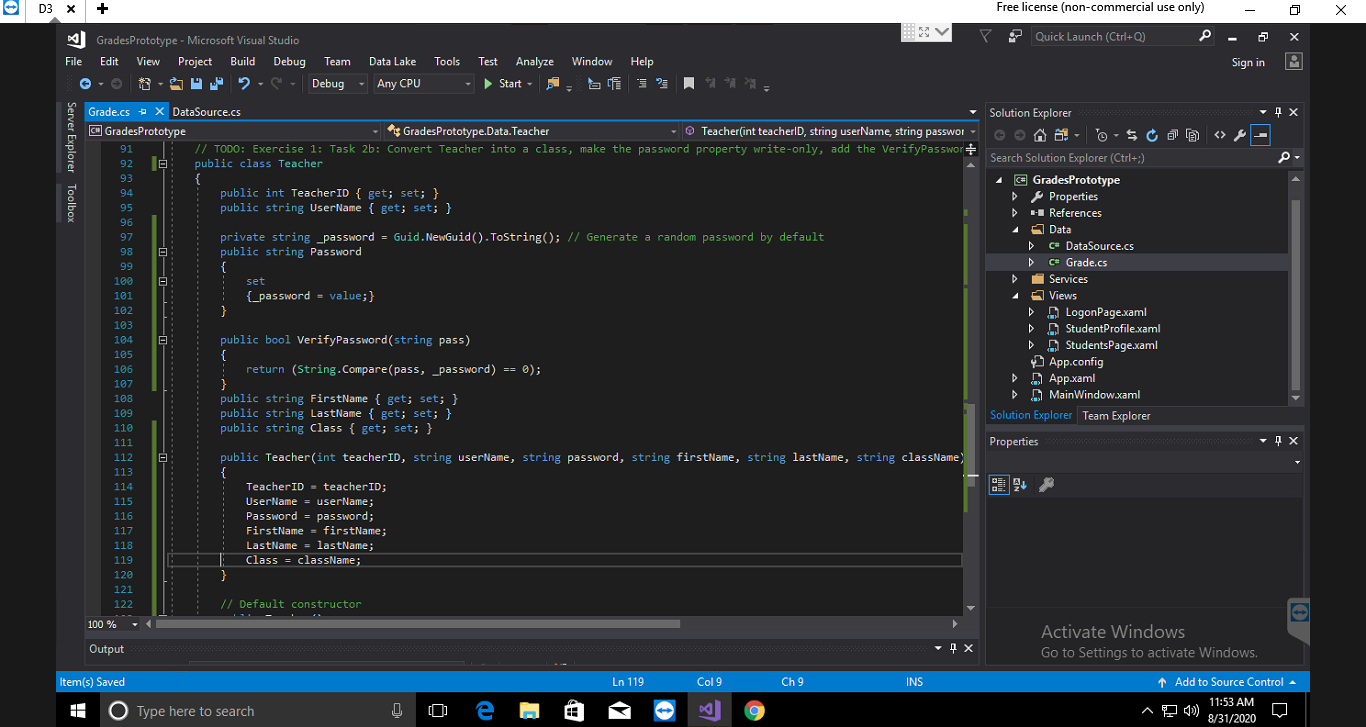 D3
Free license (non-commercial use only)
GradesPrototype - Microsoft Visual Studio
Quick Launch (Ctrl+Q)
File Edit View Project Build Debug Team Data Lake Tools Test Analyze Window Help
Sign in
Debug Any CPU Start
Server Explorer
Toolbox
Grade.cs DataSource.cs
GradesPrototype GradesPrototype.Data.Teacher Teacher(int teacherID, string userName, string passwor
91 // TODO: Exercise 1: Task 2b: Convert Teacher into a class, make the password property write-only, add the VerifyPasswor
92 public class Teacher
93 {
94 public int TeacherID { get; set; }
95 public string UserName { get; set; }
96
97 private string _password = Guid.NewGuid().ToString(); // Generate a random password by default
98 public string Password
99 {
100 set
101 {_password = value;}
102 }
103
104 public bool VerifyPassword(string pass)
105 {
106 return (String.Compare(pass, _password) == 0);
107 }
108 public string FirstName { get; set; }
109 public string LastName { get; set; }
110 public string Class { get; set; }
111
112 public Teacher(int teacherID, string userName, string password, string firstName, string lastName, string className)
113 {
114 TeacherID = teacherID;
115 UserName = userName;
116 Password = password;
117 FirstName = firstName;
118 LastName = lastName;
119 Class = className;
120 }
121
122 // Default constructor
100 %
Output
Solution Explorer
Search Solution Explorer (Ctrl+;)
GradesPrototype
Properties
References
Data
DataSource.cs
Grade.cs
Services
Views
LogonPage.xaml
StudentProfile.xaml
StudentsPage.xaml
App.config
App.xaml
MainWindow.xaml
Solution Explorer Team Explorer
Properties
Activate Windows
Go to Settings to activate Windows.
Item(s) Saved Ln 119 Col 9 Ch 9 INS Add to Source Control
Type here to search
11:53 AM
8/31/2020